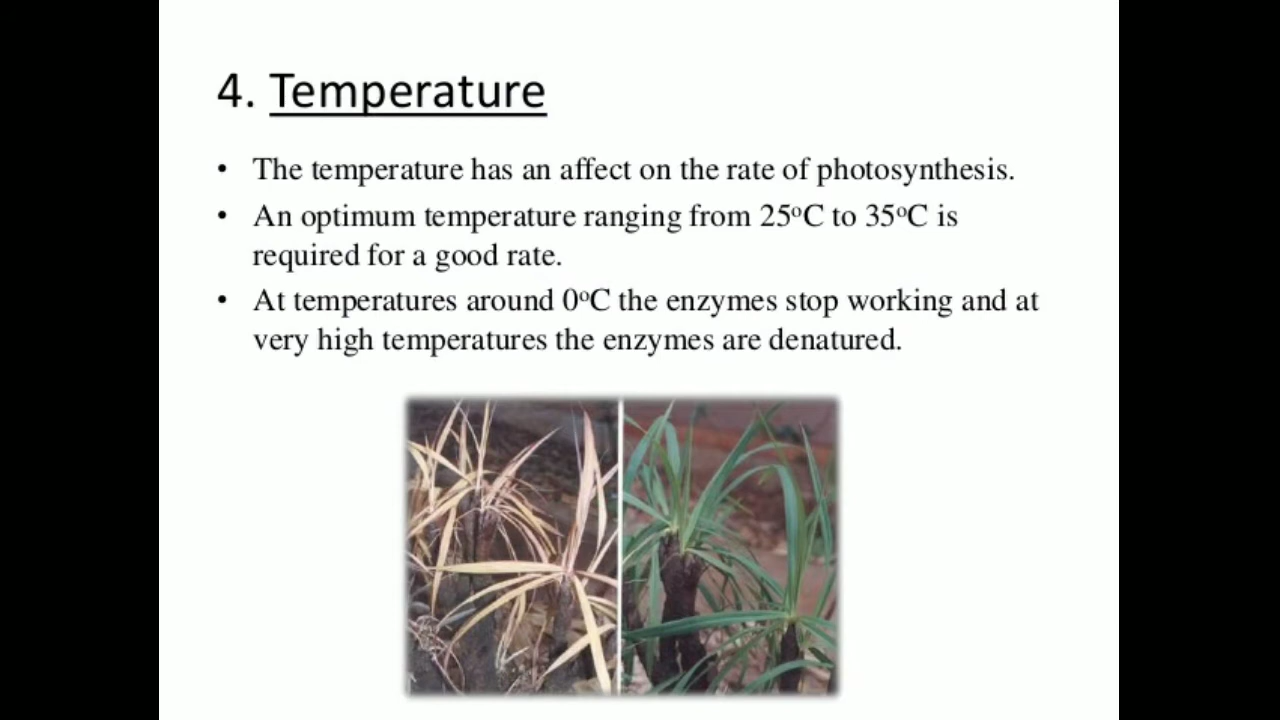 4. Temperature
• The temperature has an affect on the rate of photosynthesis.
• An optimum temperature ranging from 25ºC to 35ºC is
required for a good rate.
• At temperatures around 0ºC the enzymes stop working and at
very high temperatures the enzymes are denatured.